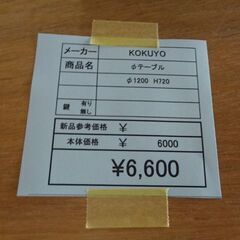 メーカー KOKUYO
商品名 φテーブル
φ1200 H720
鍵 有り 無し
新品参考価格 ¥
本体価格 ¥ 6000
¥6,600